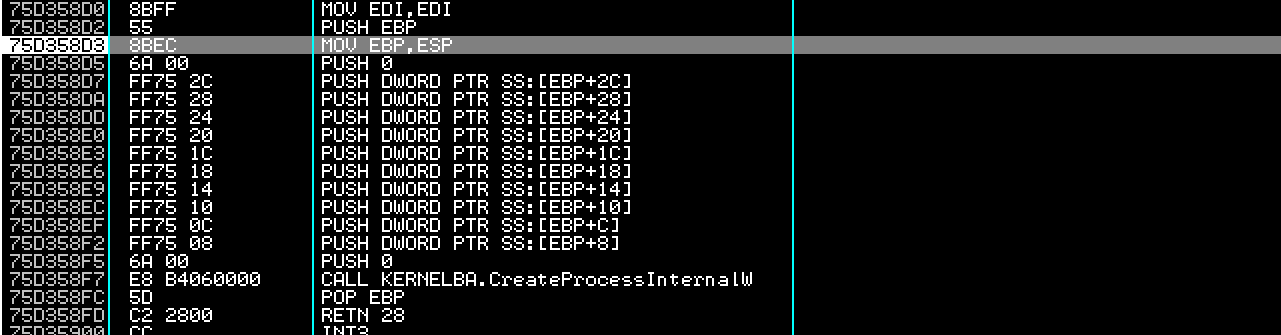 75D358D0 8BFF MOV EDI,EDI
75D358D2 55 PUSH EBP
75D358D3 8BEC MOV EBP,ESP
75D358D5 6A 00 PUSH 0
75D358D7 FF75 2C PUSH DWORD PTR SS:[EBP+2C]
75D358DA FF75 28 PUSH DWORD PTR SS:[EBP+28]
75D358DD FF75 24 PUSH DWORD PTR SS:[EBP+24]
75D358E0 FF75 20 PUSH DWORD PTR SS:[EBP+20]
75D358E3 FF75 1C PUSH DWORD PTR SS:[EBP+1C]
75D358E6 FF75 18 PUSH DWORD PTR SS:[EBP+18]
75D358E9 FF75 14 PUSH DWORD PTR SS:[EBP+14]
75D358EC FF75 10 PUSH DWORD PTR SS:[EBP+10]
75D358EF FF75 0C PUSH DWORD PTR SS:[EBP+C]
75D358F2 FF75 08 PUSH DWORD PTR SS:[EBP+8]
75D358F5 6A 00 PUSH 0
75D358F7 E8 B4060000 CALL KERNELBA.CreateProcessInternalW
75D358FC 5D POP EBP
75D358FD C2 2800 RETN 28
75D35900 CC INT3